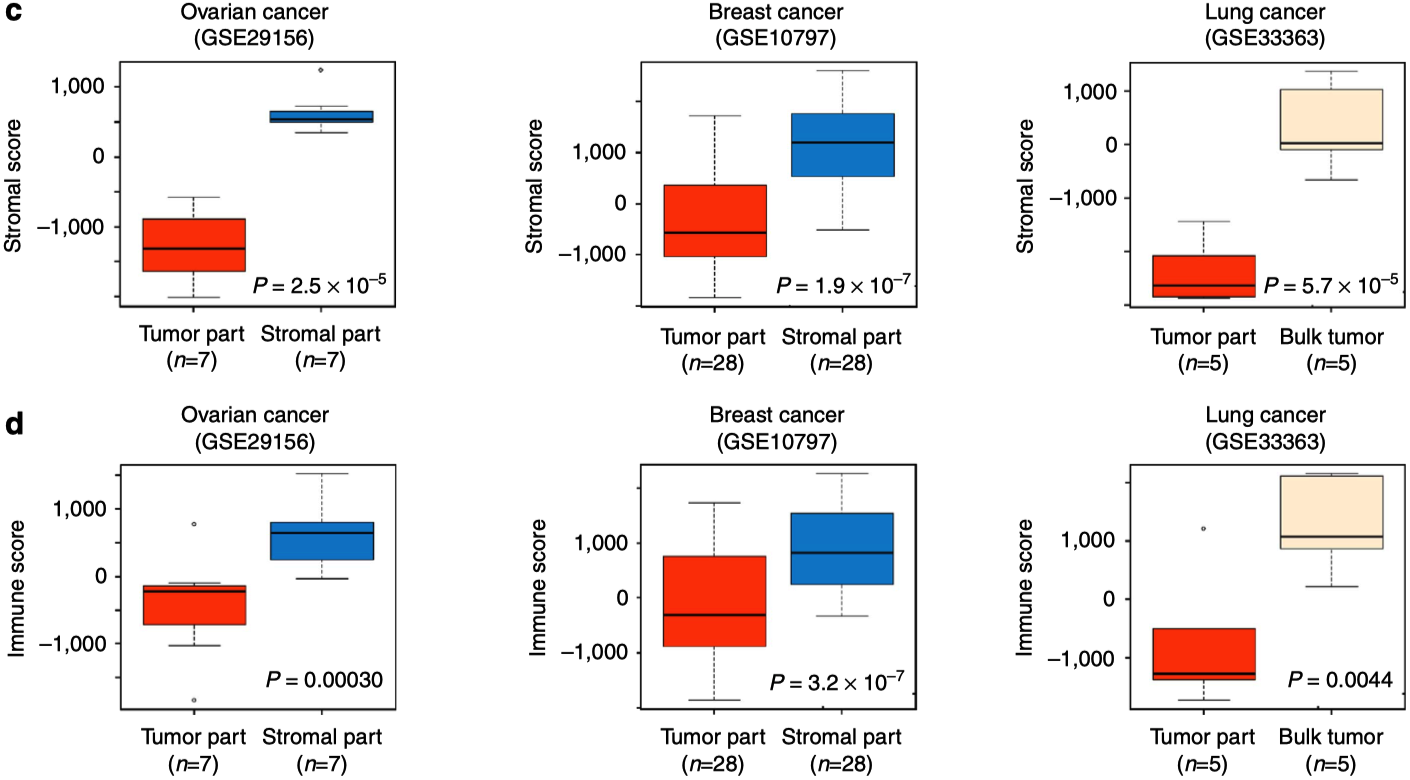 c
Ovarian cancer
(GSE29156)
Stromal score
1,000
0
−1,000
P = 2.5 × 10⁻⁵
Tumor part
(n=7)
Stromal part
(n=7)
Breast cancer
(GSE10797)
Stromal score
1,000
0
−1,000
P = 1.9 × 10⁻⁷
Tumor part
(n=28)
Stromal part
(n=28)
Lung cancer
(GSE33363)
Stromal score
1,000
0
−1,000
P = 5.7 × 10⁻⁵
Tumor part
(n=5)
Bulk tumor
(n=5)
d
Ovarian cancer
(GSE29156)
Immune score
1,000
0
−1,000
P = 0.00030
Tumor part
(n=7)
Stromal part
(n=7)
Breast cancer
(GSE10797)
Immune score
1,000
0
−1,000
P = 3.2 × 10⁻⁷
Tumor part
(n=28)
Stromal part
(n=28)
Lung cancer
(GSE33363)
Immune score
1,000
0
−1,000
P = 0.0044
Tumor part
(n=5)
Bulk tumor
(n=5)